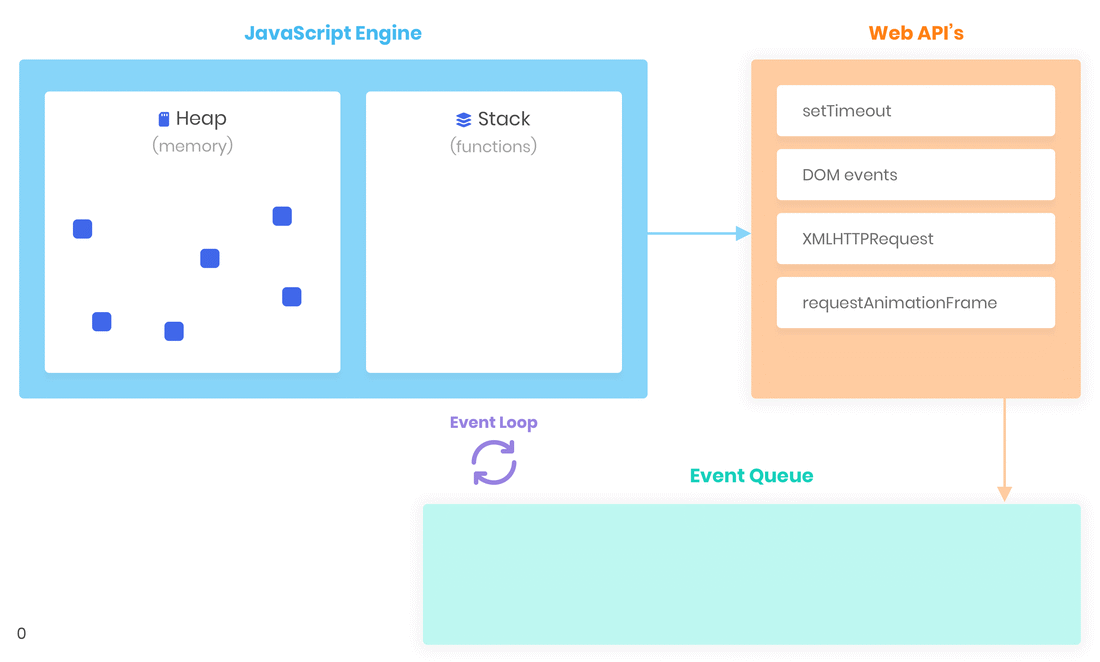 JavaScript Engine
Web API's
Heap
(memory)
Stack
(functions)
setTimeout
DOM events
XMLHTTPRequest
requestAnimationFrame
Event Loop
Event Queue
0